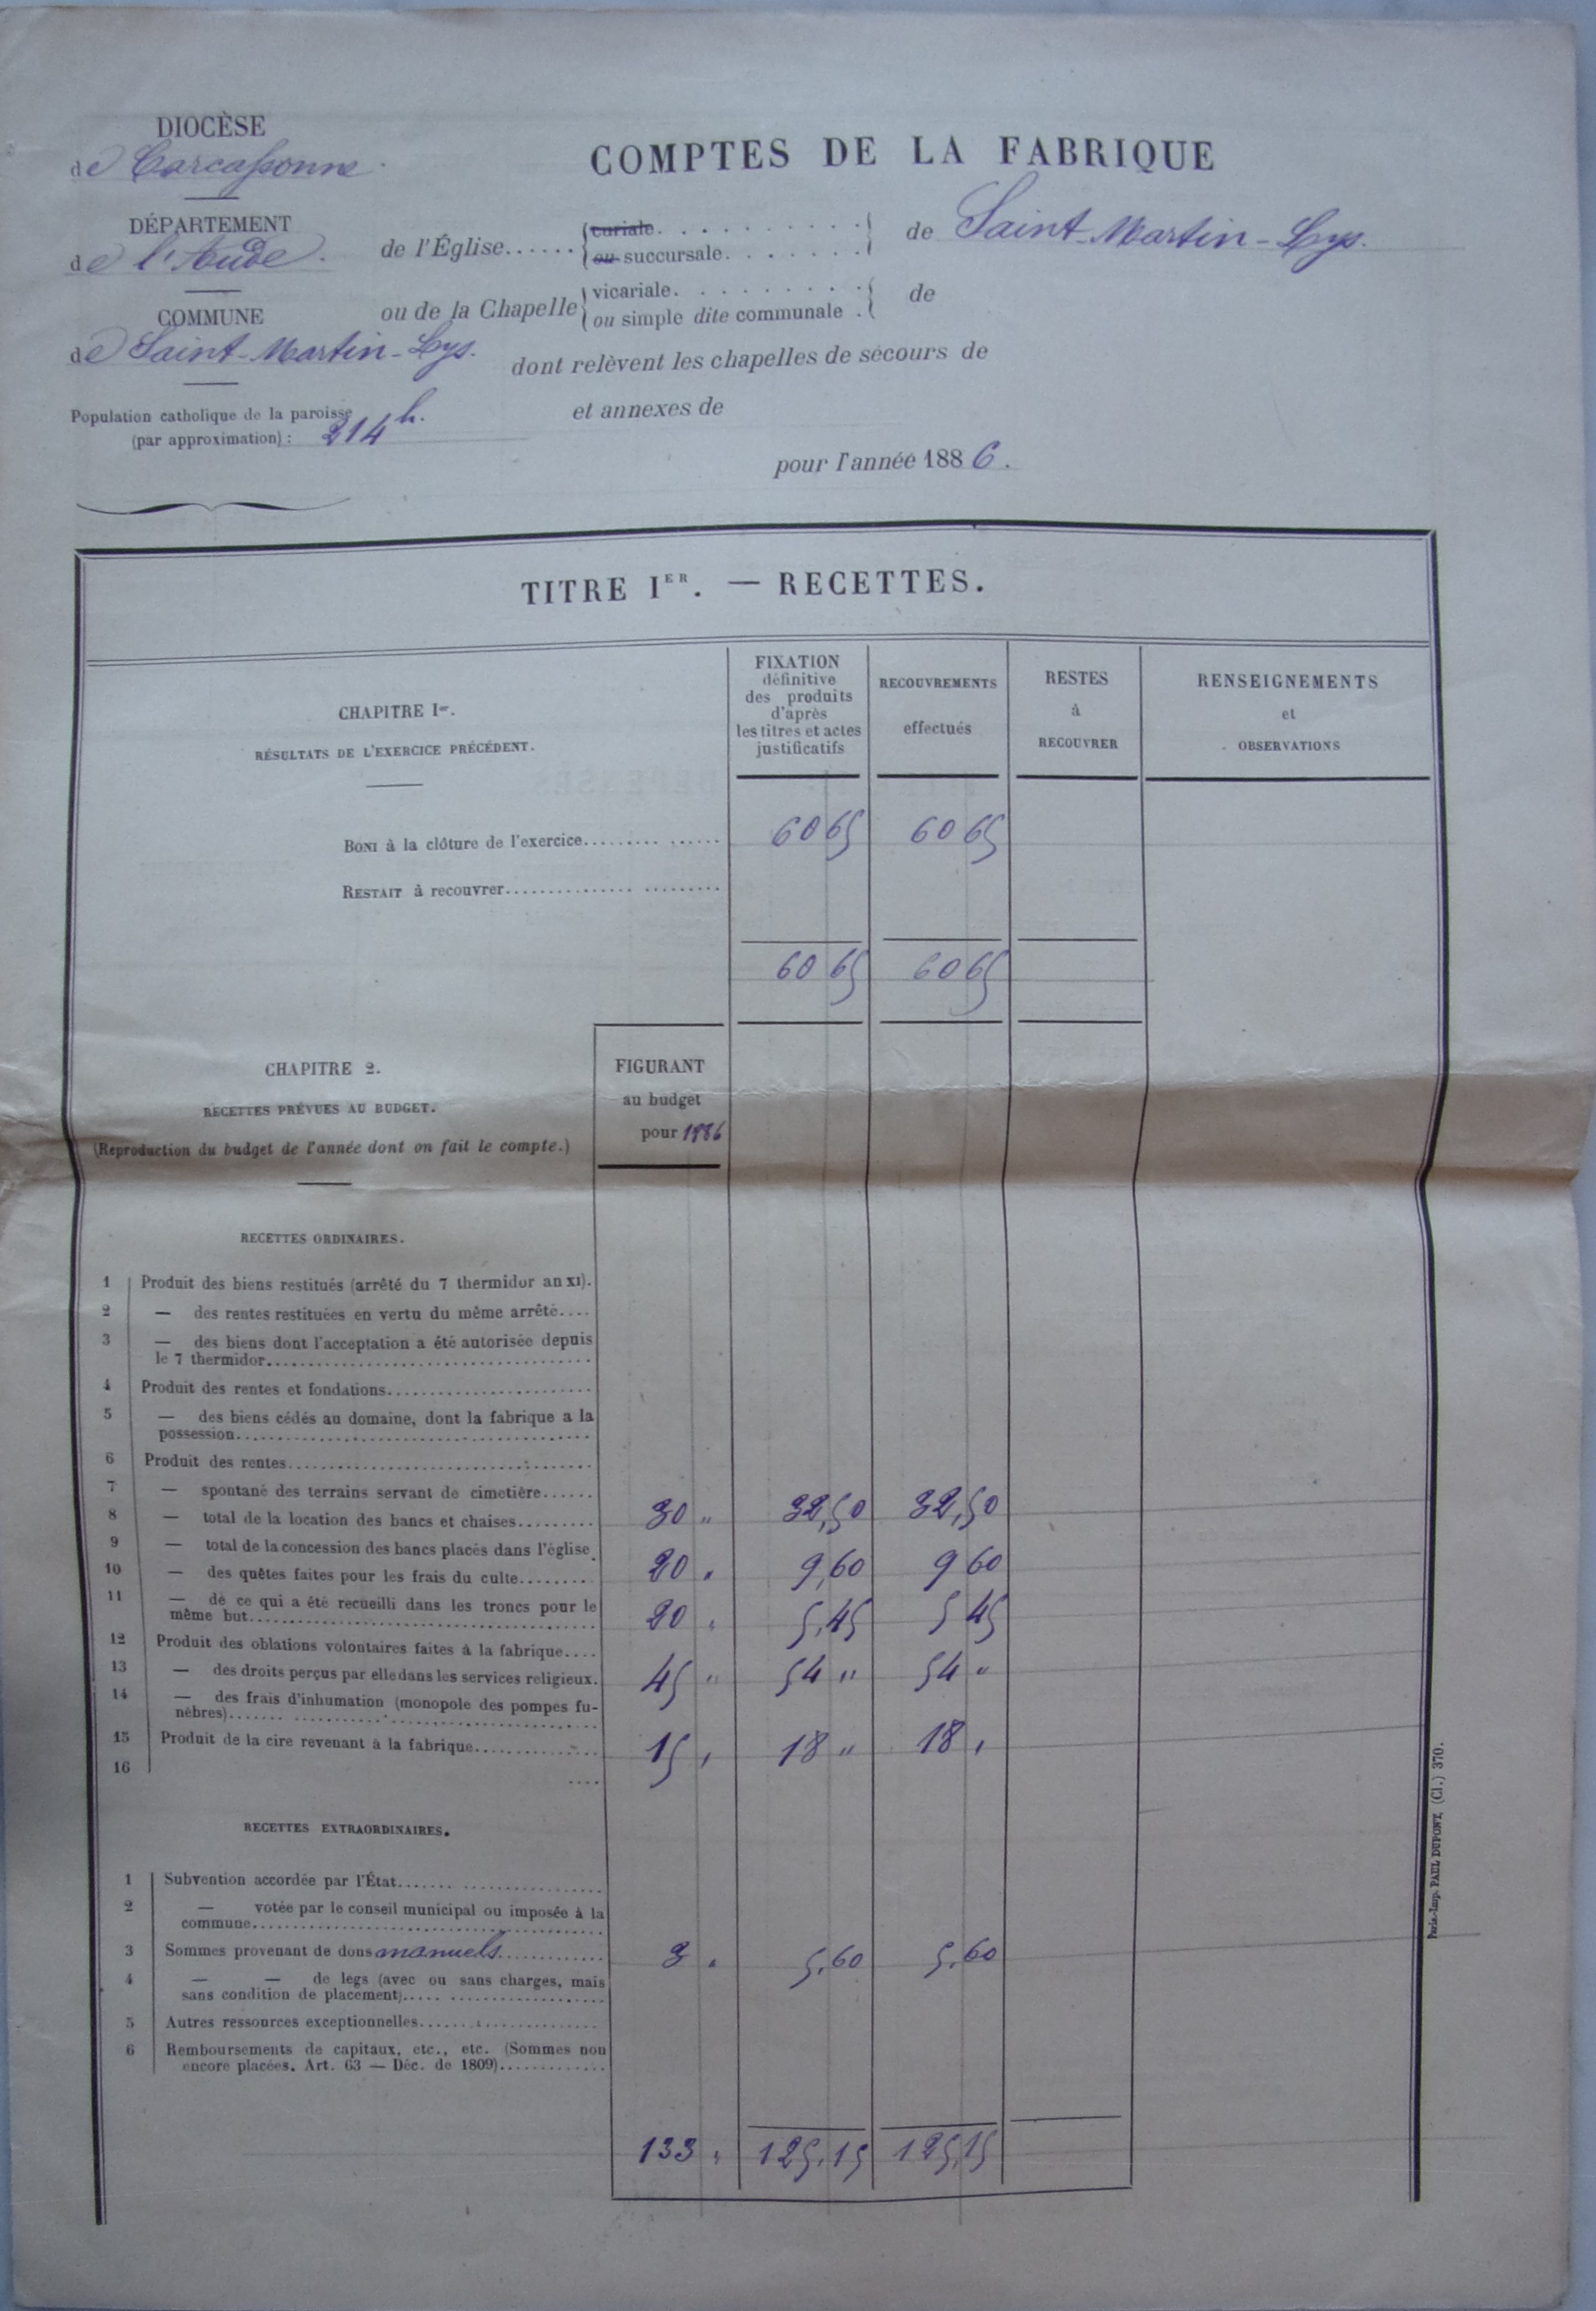 DIOCÈSE
de Carcassonne.
DÉPARTEMENT
de l'Aude.
COMMUNE
de Saint-Martin-Lys.
Population catholique de la paroisse
(par approximation) : 214 h.
COMPTES DE LA FABRIQUE
de l'Église...... curiale. . . . . . . . . . . de Saint-Martin-Lys.
ou succursale. . . . . . . .
ou de la Chapelle vicariale. . . . . . . . . . de
ou simple dite communale .
dont relèvent les chapelles de secours de
et annexes de
pour l'année 1886.
TITRE IER. — RECETTES.
CHAPITRE Ier.
RÉSULTATS DE L'EXERCICE PRÉCÉDENT.
FIXATION
définitive
des produits
d'après
les titres et actes
justificatifs
RECOUVREMENTS
effectués
RESTES
à
RECOUVRER
RENSEIGNEMENTS
et
OBSERVATIONS
BONI à la clôture de l'exercice............... 60 65 60 65
RESTAIT à recouvrer........................
60 65 60 65
CHAPITRE 2.
RECETTES PRÉVUES AU BUDGET.
(Reproduction du budget de l'année dont on fait le compte.)
FIGURANT
au budget
pour 1886
RECETTES ORDINAIRES.
1 Produit des biens restitués (arrêté du 7 thermidor an XI).
2 — des rentes restituées en vertu du même arrêté....
3 — des biens dont l'acceptation a été autorisée depuis
le 7 thermidor........................................
4 Produit des rentes et fondations.........................
5 — des biens cédés au domaine, dont la fabrique a la
possession...........................................
6 Produit des rentes.....................................
7 — spontané des terrains servant de cimetière......
8 — total de la location des bancs et chaises......... 30 " 32,50 32,50
9 — total de la concession des bancs placés dans l'église.
10 — des quêtes faites pour les frais du culte........ 20 " 9,60 9 60
11 — de ce qui a été recueilli dans les troncs pour le
même but.......................................... 20 " 5,45 5 45
12 Produit des oblations volontaires faites à la fabrique....
13 — des droits perçus par elle dans les services religieux. 45 " 54 " 54 "
14 — des frais d'inhumation (monopole des pompes fu-
nèbres)..........................................
15 Produit de la cire revenant à la fabrique............... 15 " 18 " 18 "
16 ....
RECETTES EXTRAORDINAIRES.
1 Subvention accordée par l'État.........................
2 — votée par le conseil municipal ou imposée à la
commune...........................................
3 Sommes provenant de dons manuels............. 3 " 5.60 5.60
4 — — de legs (avec ou sans charges, mais
sans condition de placement)........................
5 Autres ressources exceptionnelles......................
6 Remboursements de capitaux, etc., etc. (Sommes non
encore placées. Art. 63 — Déc. de 1809).............
133 " 125.15 125.15
Paris.-Imp. PAUL DUPONT, (Cl.) 370.